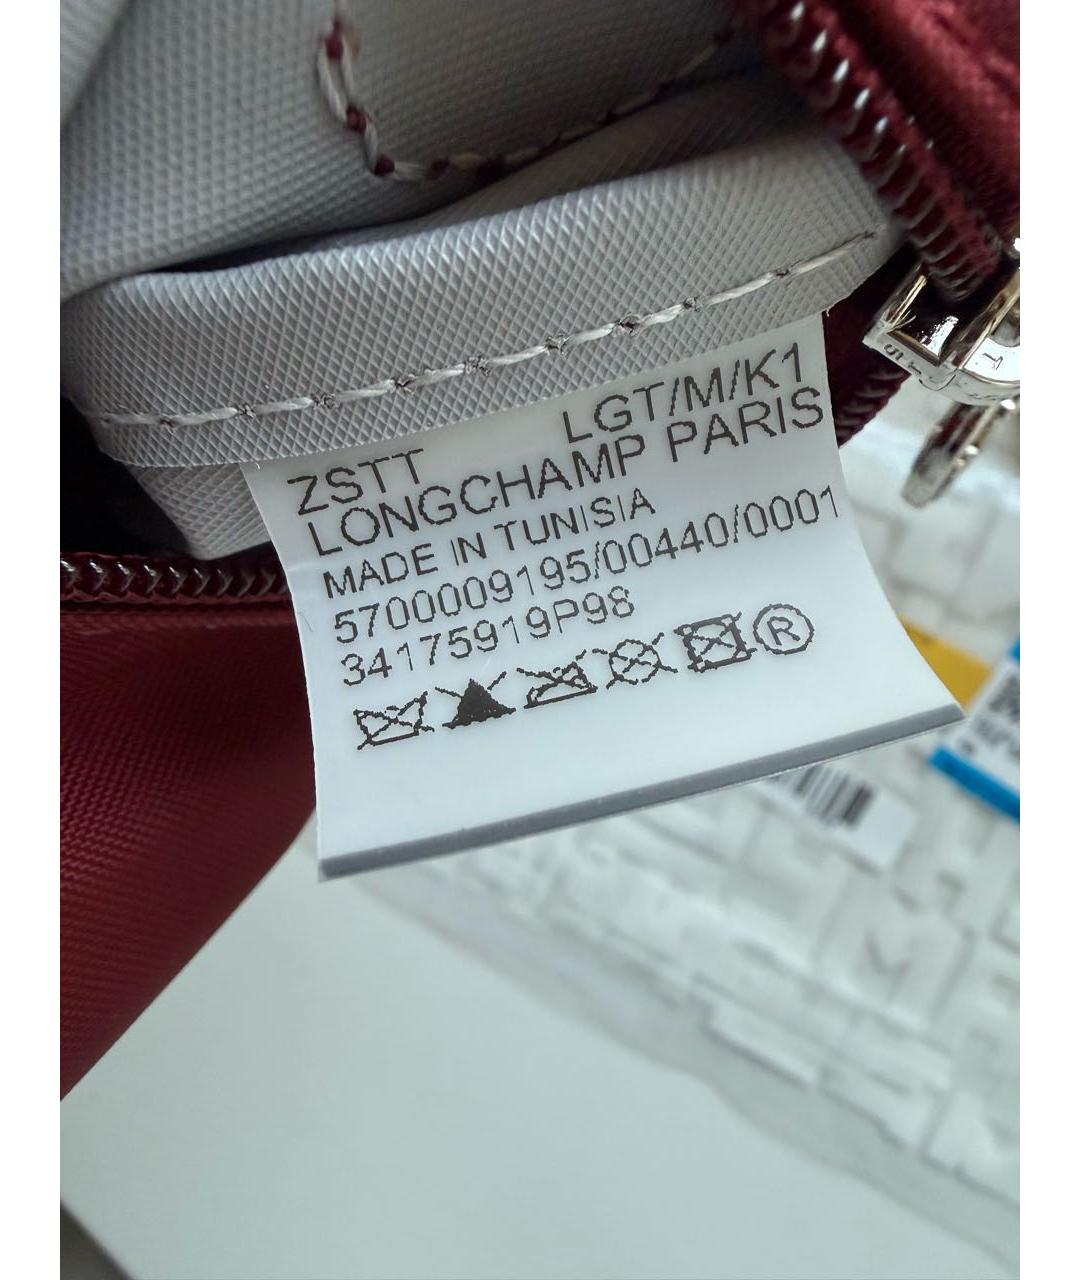 LGT/M/K1
ZSTT
LONGCHAMP PARIS
MADE IN TUNISIA
5700009195/00440/0001
34175919P98
®